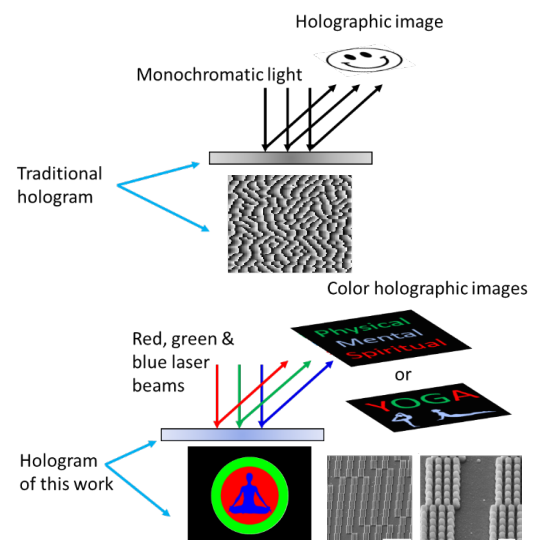 Holographic image
Monochromatic light
Traditional
hologram
Color holographic images
Physical
Mental
Spiritual
Red, green &
blue laser
beams
or
YOGA
Hologram
of this work